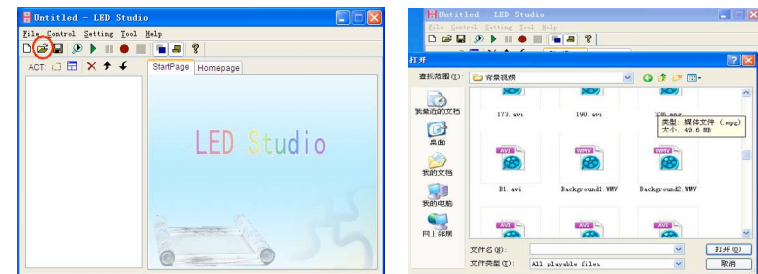 Untitled - LED Studio
File Control Setting Tool Help
ACT:
StartPage Homepage
LED Studio
Untitled LED Studio
File Control Setting Tool Help
打开
查找范围(I): 背景视频
我最近的文档
桌面
我的文档
我的电脑
网上邻居
173.avi
190.avi
类型: 媒体文件 (.mpg)
大小: 49.6 MB
B1.avi
Background1.WMV
Background2.WMV
文件名(N):
打开(O)
文件类型(T): All playable files
取消